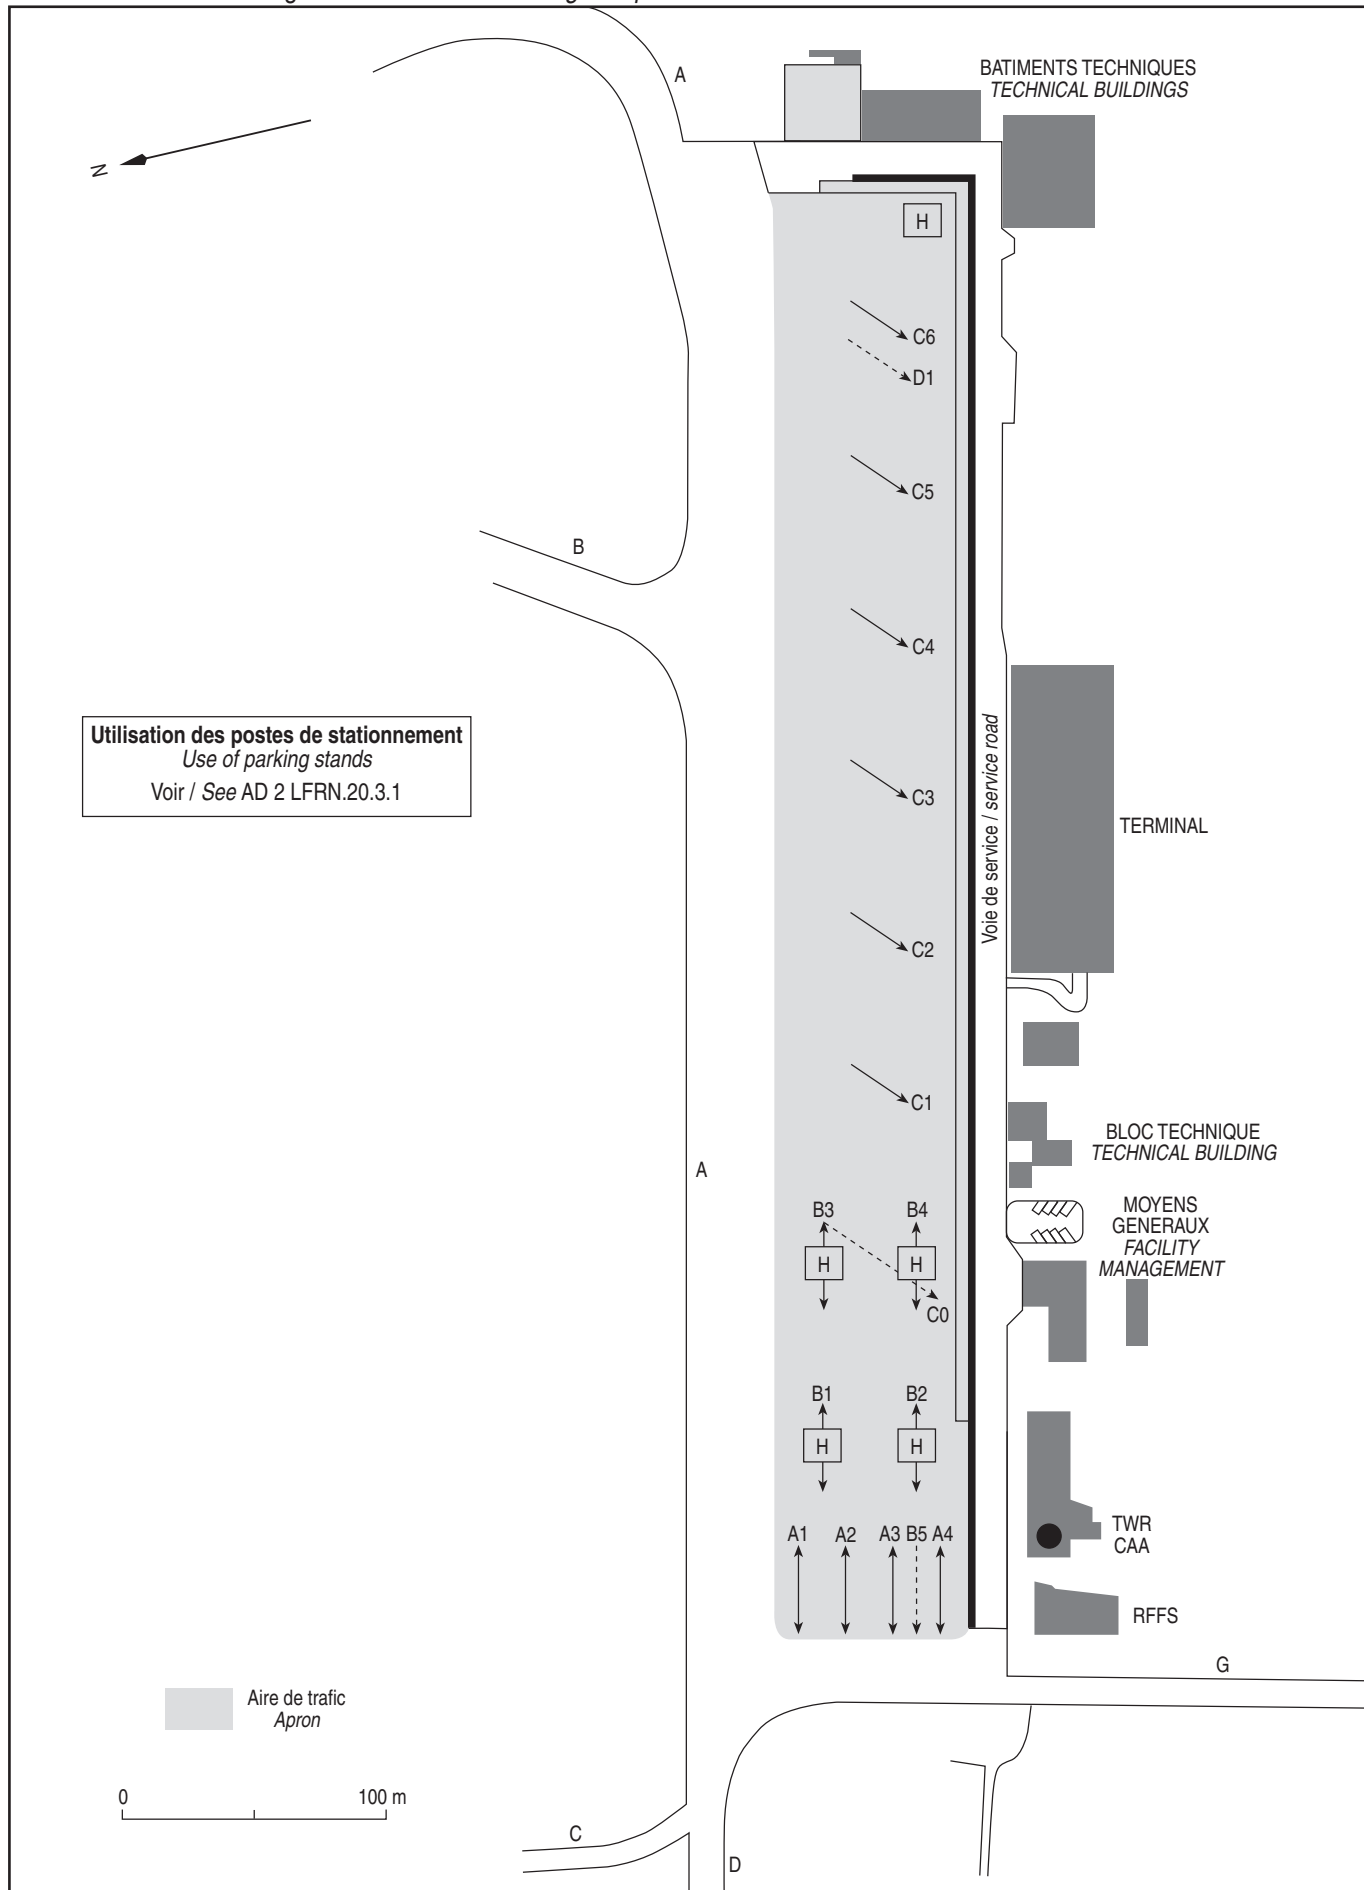 A
BATIMENTS TECHNIQUES
TECHNICAL BUILDINGS
N
H
C6
D1
C5
B
C4
Utilisation des postes de stationnement
Use of parking stands
Voir / See AD 2 LFRN.20.3.1
Voie de service / service road
C3
TERMINAL
C2
C1
BLOC TECHNIQUE
TECHNICAL BUILDING
A
B3
B4
H
H
C0
MOYENS
GENERAUX
FACILITY
MANAGEMENT
B1
B2
H
H
A1
A2
A3
B5
A4
TWR
CAA
RFFS
G
Aire de trafic
Apron
0
100 m
C
D